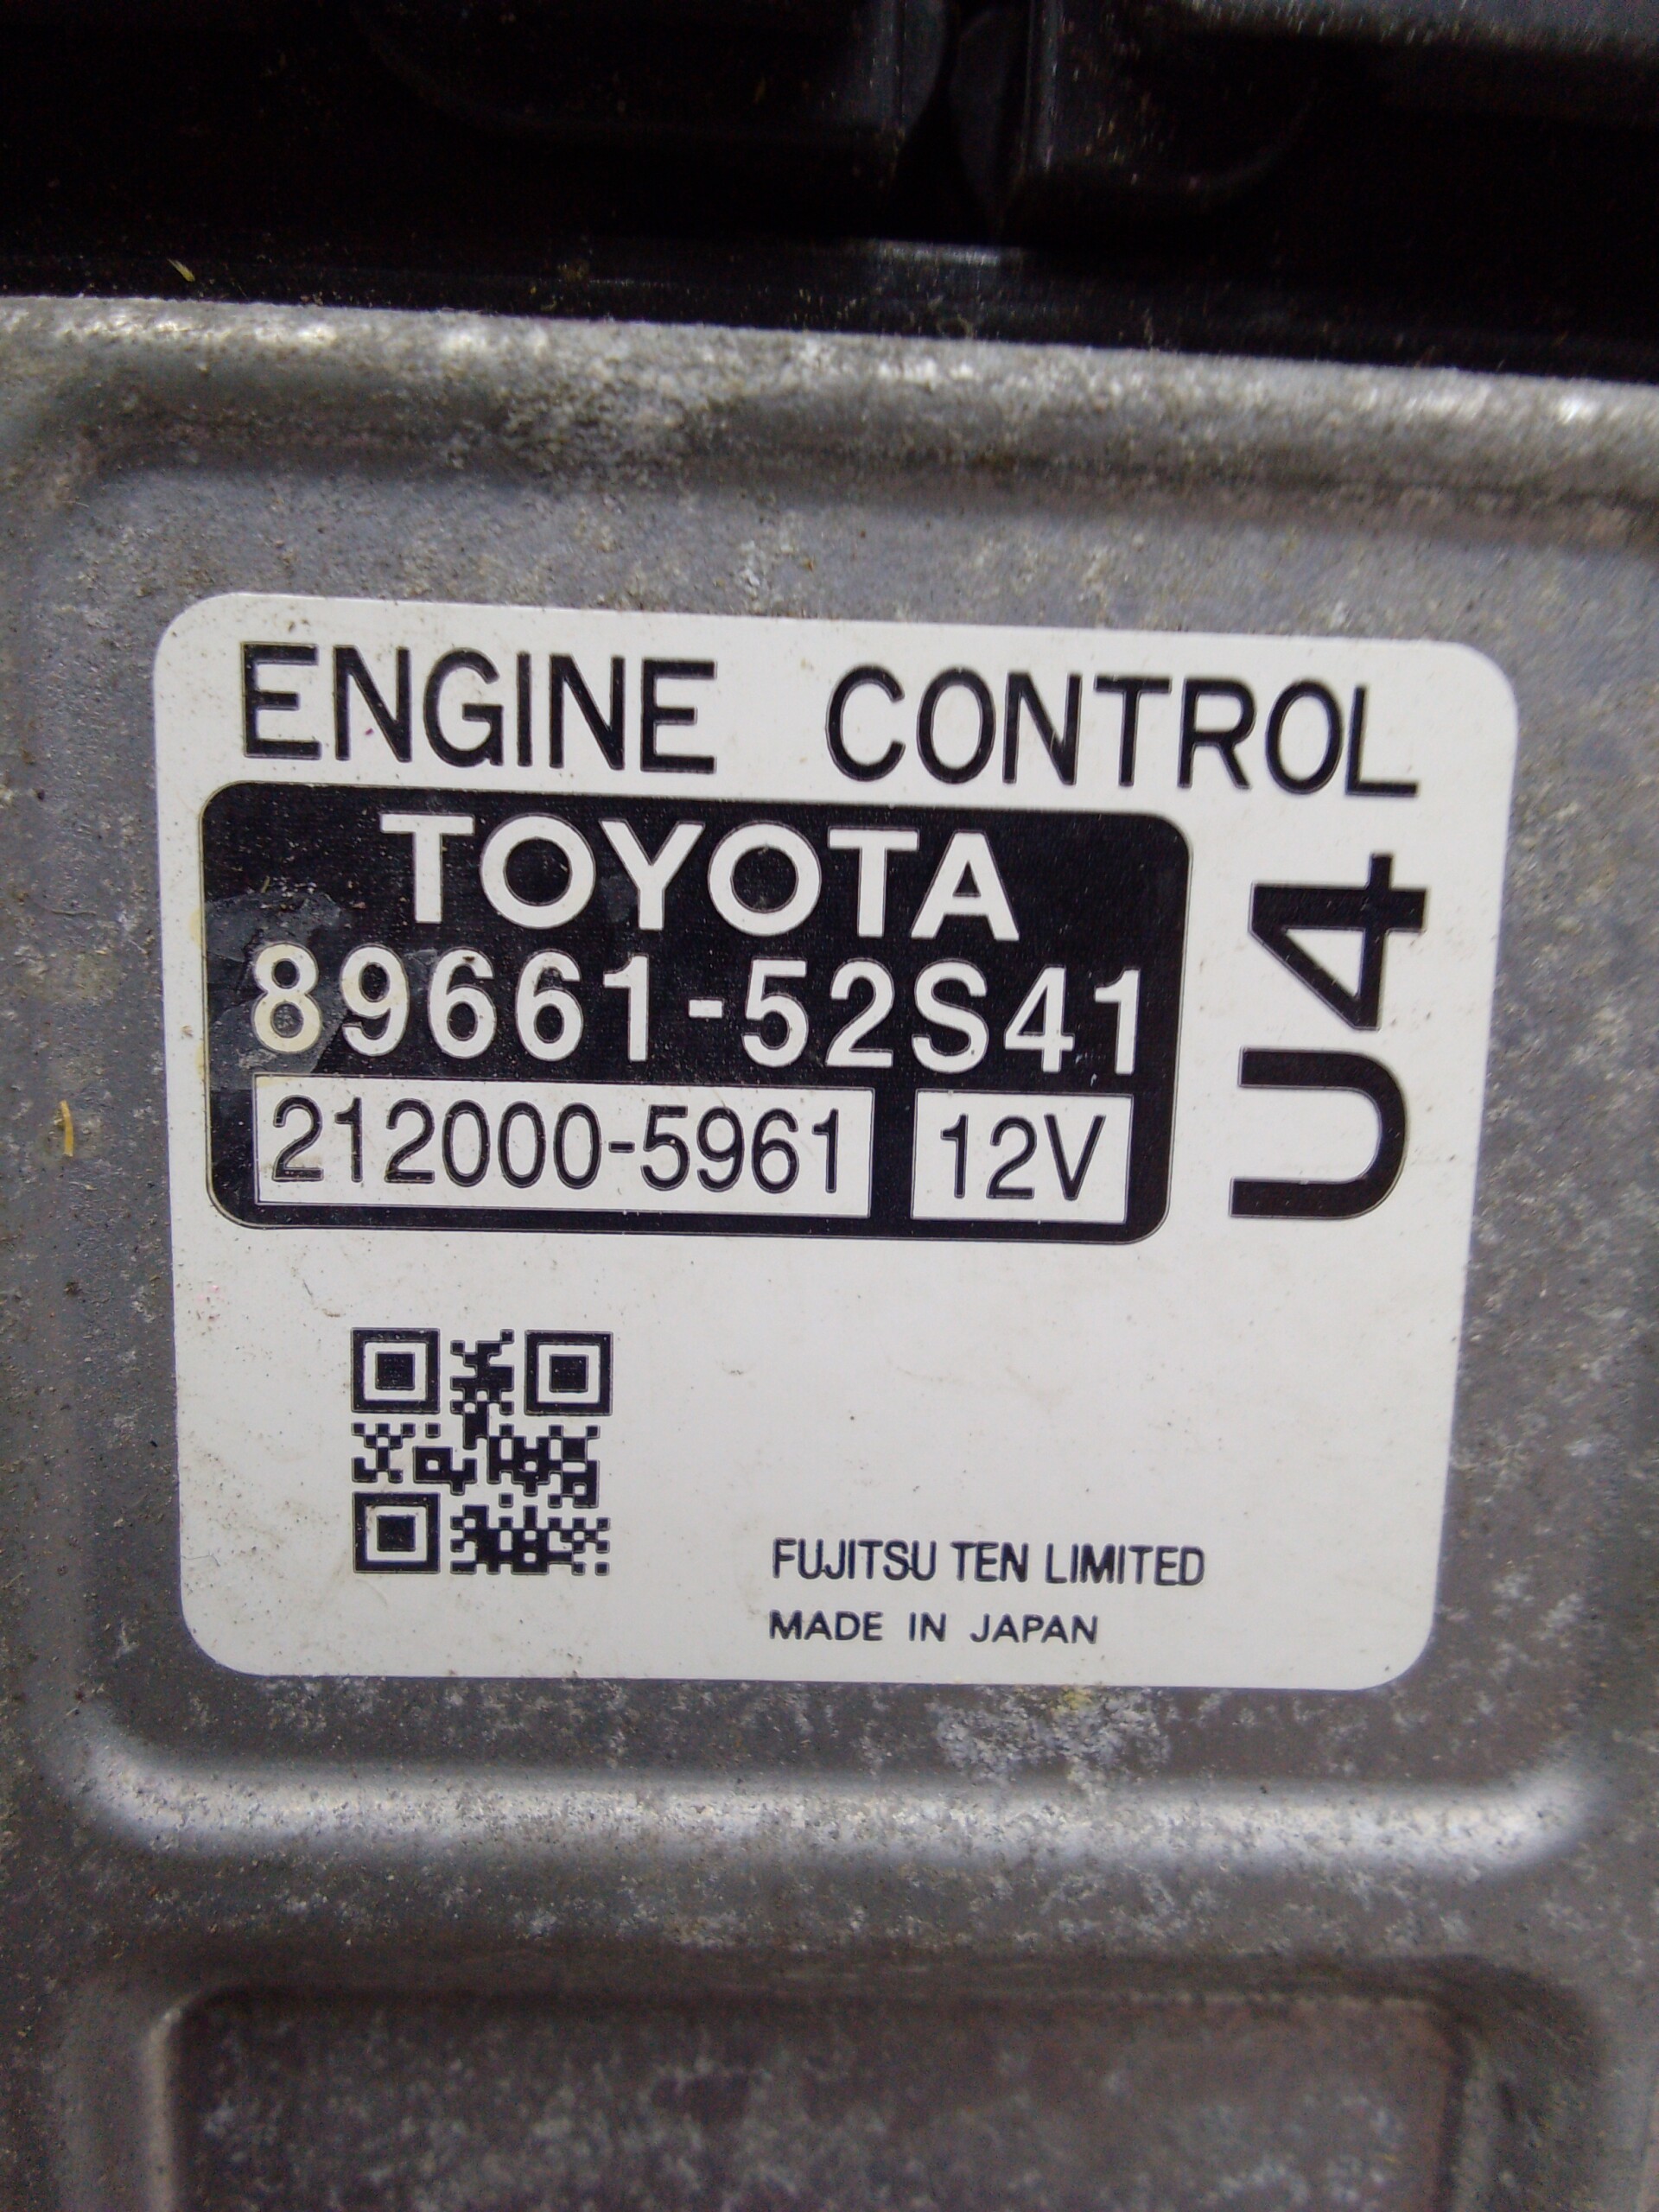 ENGINE CONTROL
TOYOTA
89661-52S41
212000-5961 12V
U4
FUJITSU TEN LIMITED
MADE IN JAPAN